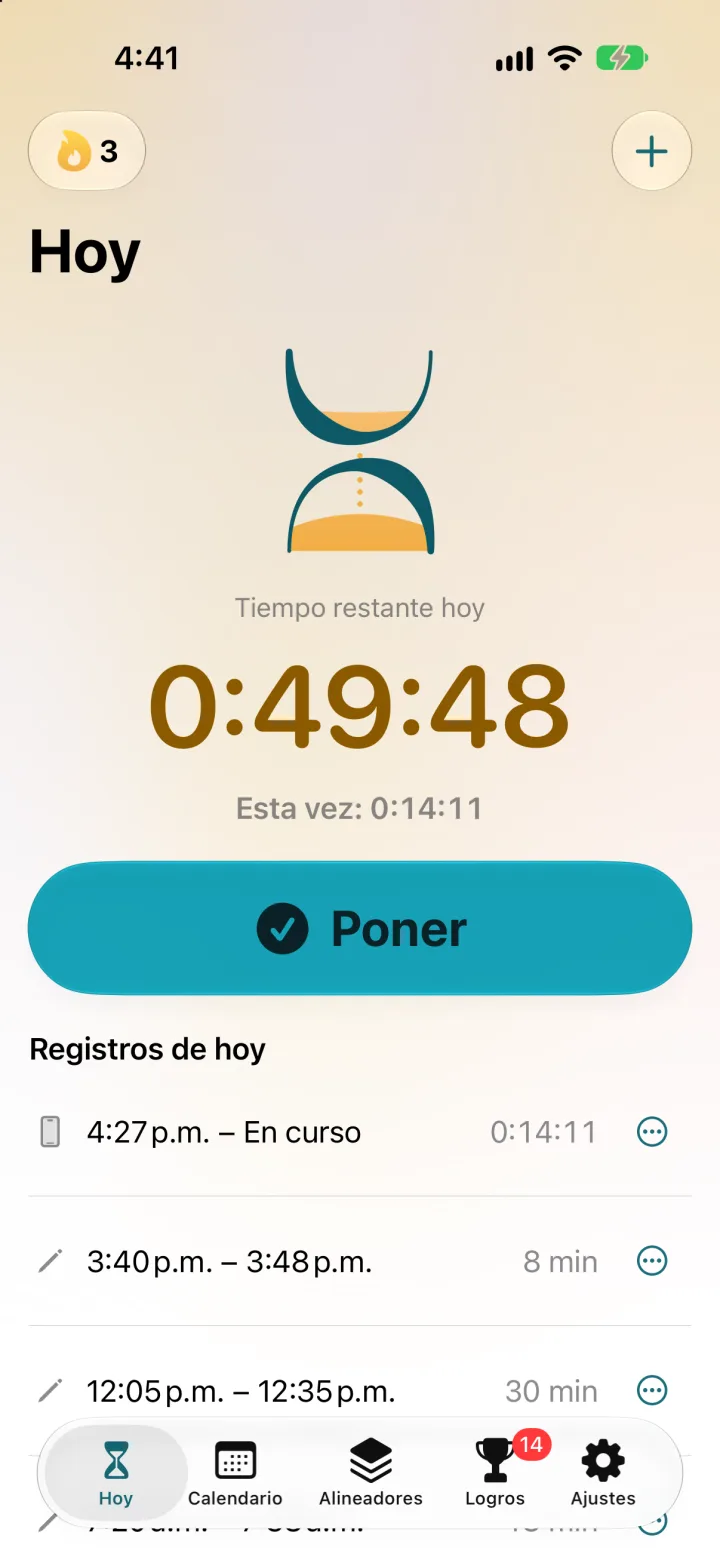 4:41
3
Hoy
Tiempo restante hoy
0:49:48
Esta vez: 0:14:11
Poner
Registros de hoy
4:27 p.m. – En curso 0:14:11
3:40 p.m. – 3:48 p.m. 8 min
12:05 p.m. – 12:35 p.m. 30 min
14
Hoy Calendario Alineadores Logros Ajustes